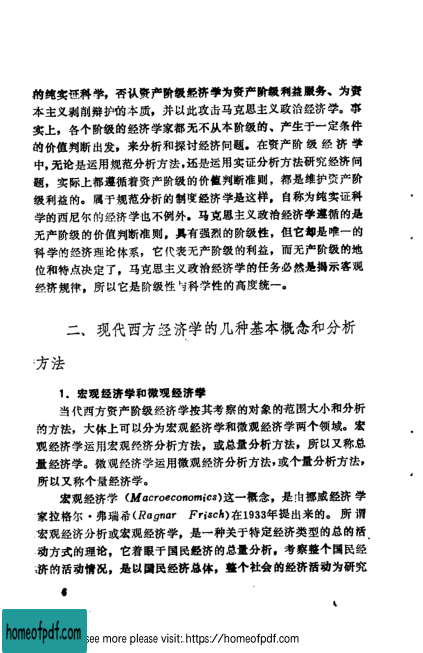 的纯实证科学，否认资产阶级经济学为资产阶级利益服务、为资
本主义剥削辩护的本质，并以此攻击马克思主义政治经济学。事
实上，各个阶级的经济学家都无不从本阶级的、产生于一定条件
的价值判断出发，来分析和探讨经济问题。在资产阶级经济学
中，无论是运用规范分析方法，还是运用实证分析方法研究经济问
题，实际上都遵循着资产阶级的价值判断准则，都是维护资产阶
级利益的。属于规范分析的制度经济学是这样，自称为纯实证科
学的西尼尔的经济学也不例外。马克思主义政治经济学遵循的是
无产阶级的价值判断准则，具有强烈的阶级性，但它却是唯一的
科学的经济理论体系，它代表无产阶级的利益，而无产阶级的地
位和特点决定了，马克思主义政治经济学的任务必然是揭示客观
经济规律，所以它是阶级性与科学性的高度统一。
二、现代西方经济学的几种基本概念和分析
方法
1．宏观经济学和微观经济学
当代西方资产阶级经济学按其考察的对象的范围大小和分析
的方法，大体上可以分为宏观经济学和微观经济学两个领域。宏
观经济学运用宏观经济分析方法，或总量分析方法，所以又称总
量经济学。微观经济学运用微观经济分析方法，或个量分析方法，
所以又称个量经济学。
宏观经济学（Macroeconomics）这一概念，是由挪威经济学
家拉格尔·弗瑞希（Ragnar Frisch）在1933年提出来的。所谓
宏观经济分析或宏观经济学，是一种关于特定经济类型的总的活
动方式的理论，它着眼于国民经济的总量分析，考察整个国民经
济的活动情况，是以国民经济总体，整个社会的经济活动为研究
6
homeofpdf.com
see more please visit: https://homeofpdf.com